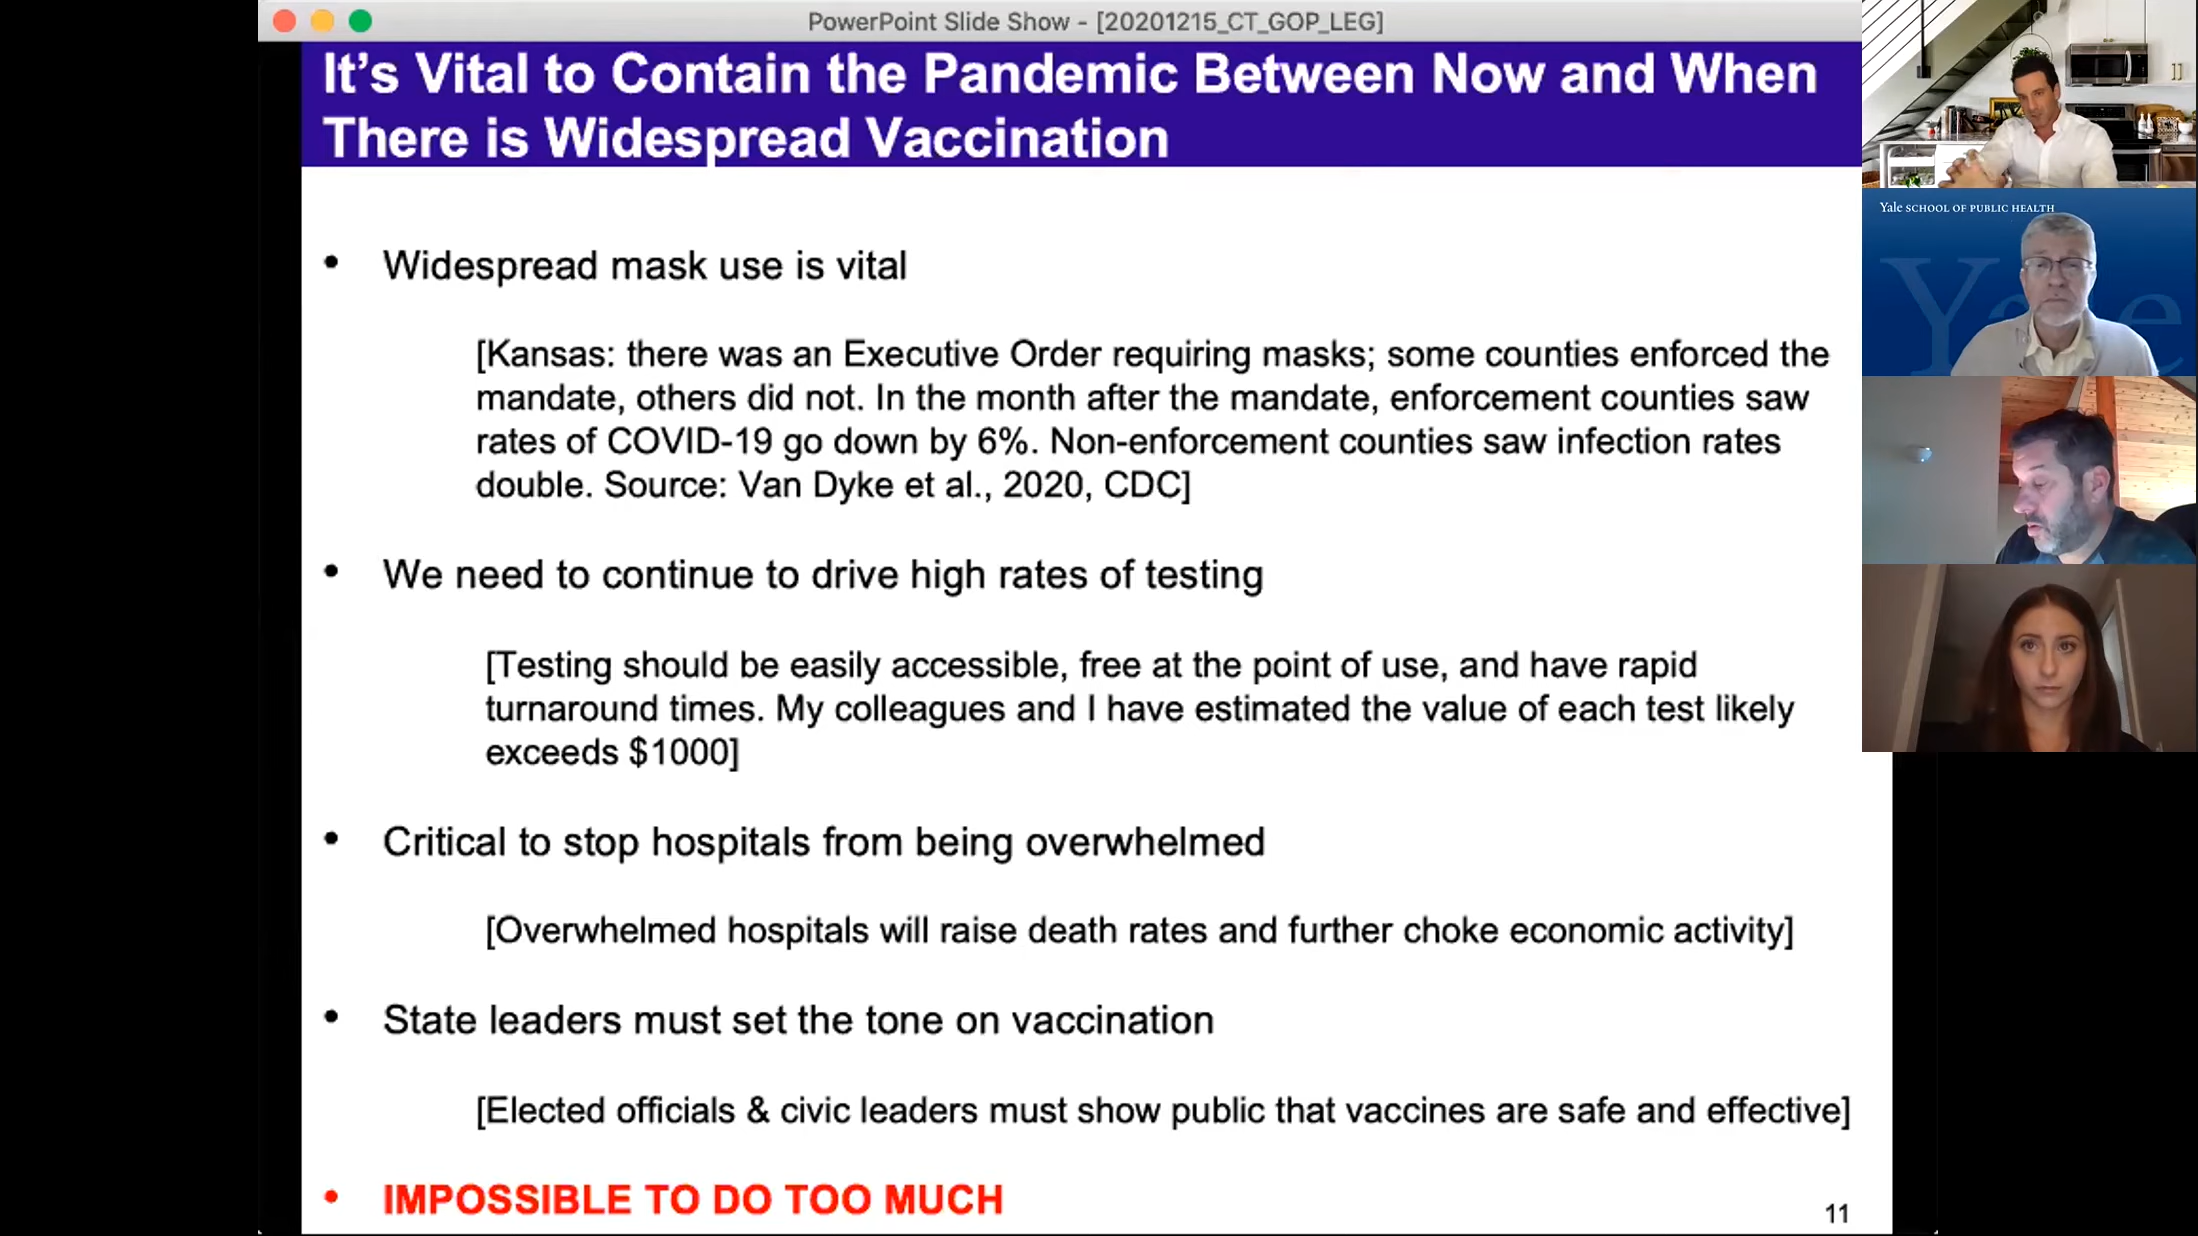 PowerPoint Slide Show - [20201215_CT_GOP_LEG]
It's Vital to Contain the Pandemic Between Now and When
There is Widespread Vaccination
• Widespread mask use is vital
[Kansas: there was an Executive Order requiring masks; some counties enforced the
mandate, others did not. In the month after the mandate, enforcement counties saw
rates of COVID-19 go down by 6%. Non-enforcement counties saw infection rates
double. Source: Van Dyke et al., 2020, CDC]
• We need to continue to drive high rates of testing
[Testing should be easily accessible, free at the point of use, and have rapid
turnaround times. My colleagues and I have estimated the value of each test likely
exceeds $1000]
• Critical to stop hospitals from being overwhelmed
[Overwhelmed hospitals will raise death rates and further choke economic activity]
• State leaders must set the tone on vaccination
[Elected officials & civic leaders must show public that vaccines are safe and effective]
• IMPOSSIBLE TO DO TOO MUCH
11
Yale SCHOOL OF PUBLIC HEALTH
Yale